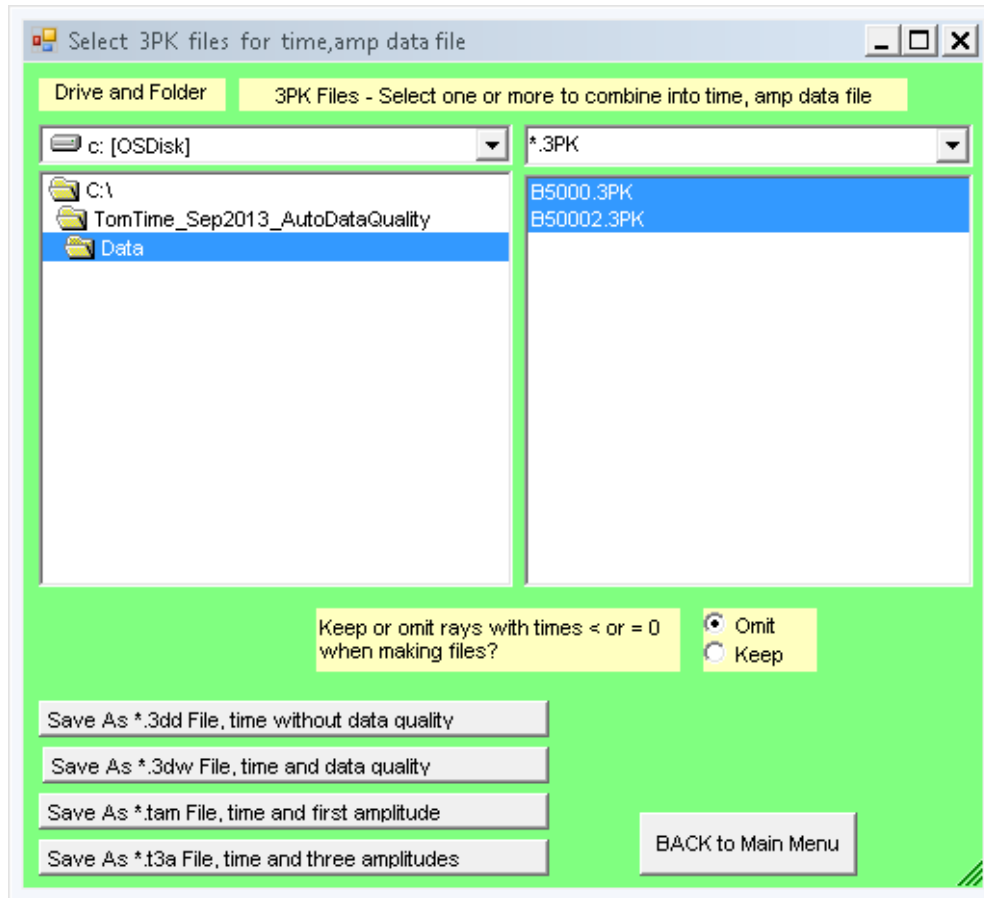 Select 3PK files for time,amp data file
Drive and Folder
3PK Files - Select one or more to combine into time, amp data file
c: [OSDisk]
*.3PK
C:\
TomTime_Sep2013_AutoDataQuality
Data
B5000.3PK
B50002.3PK
Keep or omit rays with times < or = 0
when making files?
Omit
Keep
Save As *.3dd File, time without data quality
Save As *.3dw File, time and data quality
Save As *.tam File, time and first amplitude
Save As *.t3a File, time and three amplitudes
BACK to Main Menu